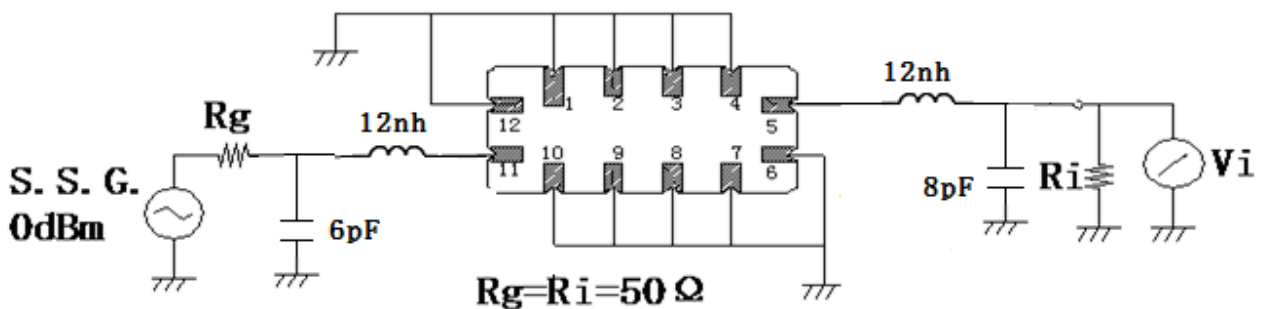 12nh
1 2 3 4
12 5
Rg 12nh
11 10 9 8 7 6
S. S. G.
0dBm
6pF
8pF Ri Vi
Rg=Ri=50Ω